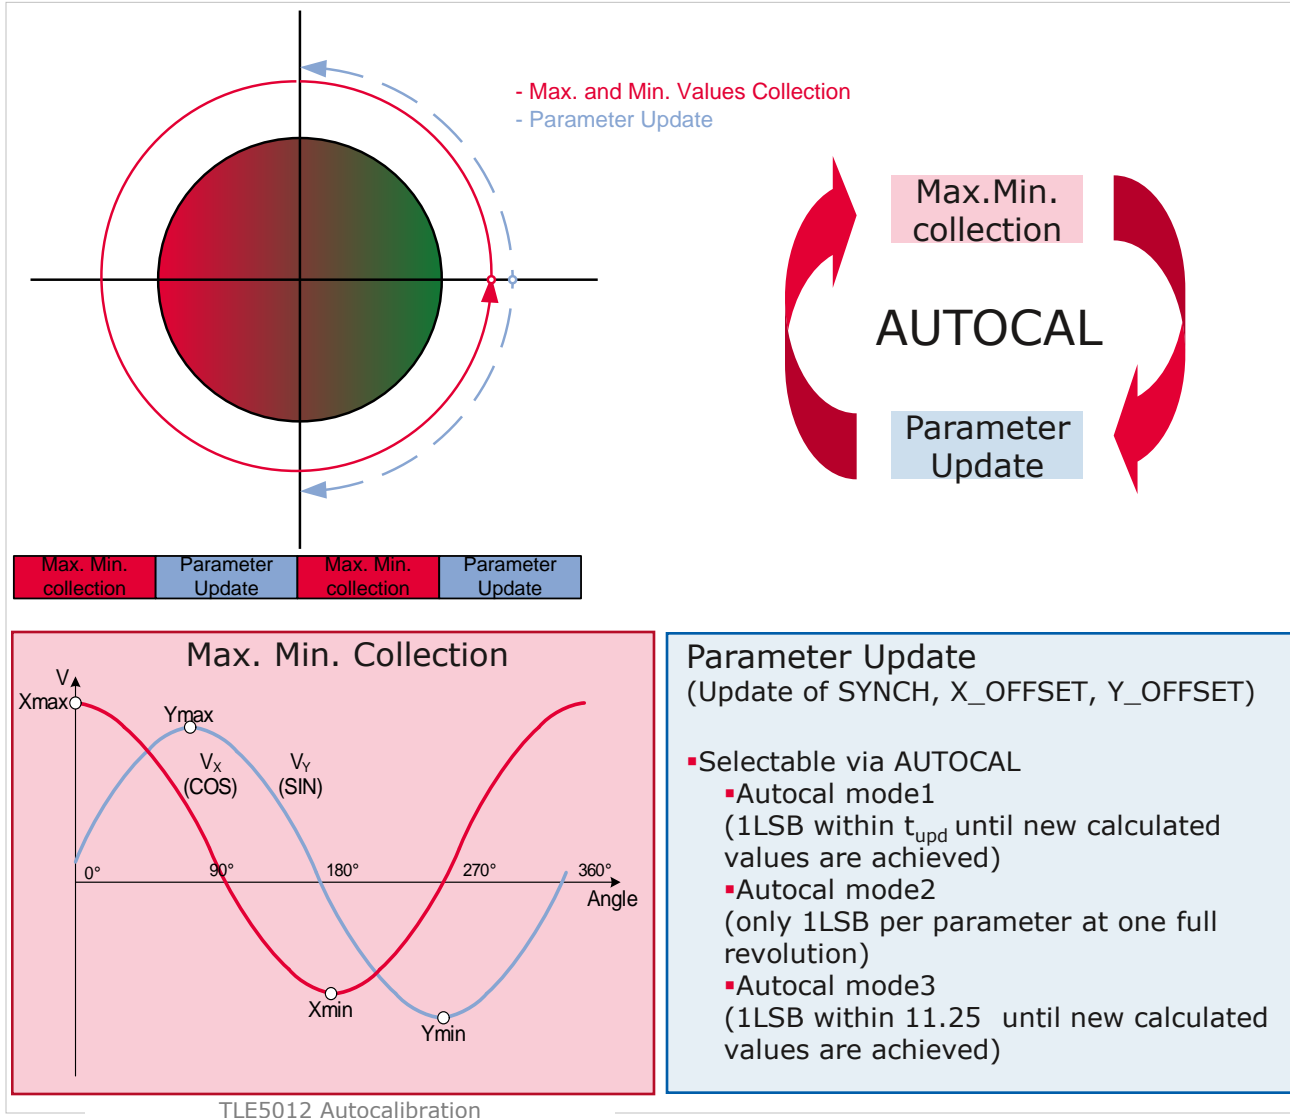 - Max. and Min. Values Collection
- Parameter Update
Max.Min.
collection
AUTOCAL
Parameter
Update
Max. Min.
collection
Parameter
Update
Max. Min.
collection
Parameter
Update
Max. Min. Collection
V
Xmax
Ymax
VX
(COS)
VY
(SIN)
0°
90°
180°
270°
360°
Angle
Xmin
Ymin
Parameter Update
(Update of SYNCH, X_OFFSET, Y_OFFSET)
▪Selectable via AUTOCAL
▪Autocal mode1
(1LSB within tupd until new calculated
values are achieved)
▪Autocal mode2
(only 1LSB per parameter at one full
revolution)
▪Autocal mode3
(1LSB within 11.25 until new calculated
values are achieved)
TLE5012 Autocalibration